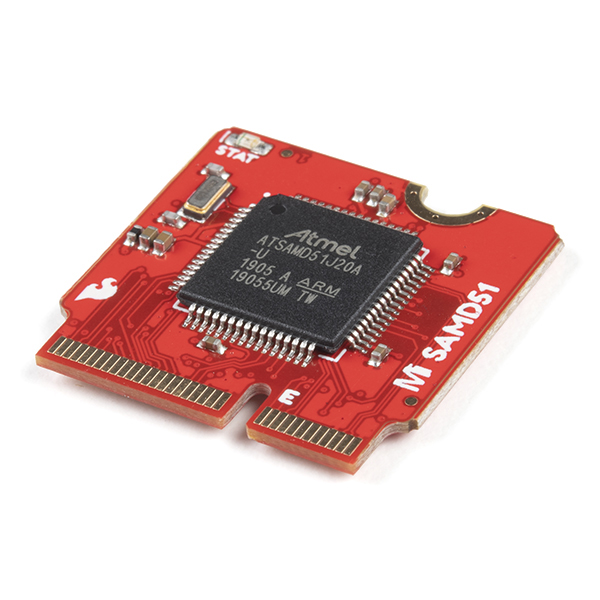 STAT
Atmel
ATSAMD51J20A
-U
1905 A ARM
19055UM TW
M SAMD51
E